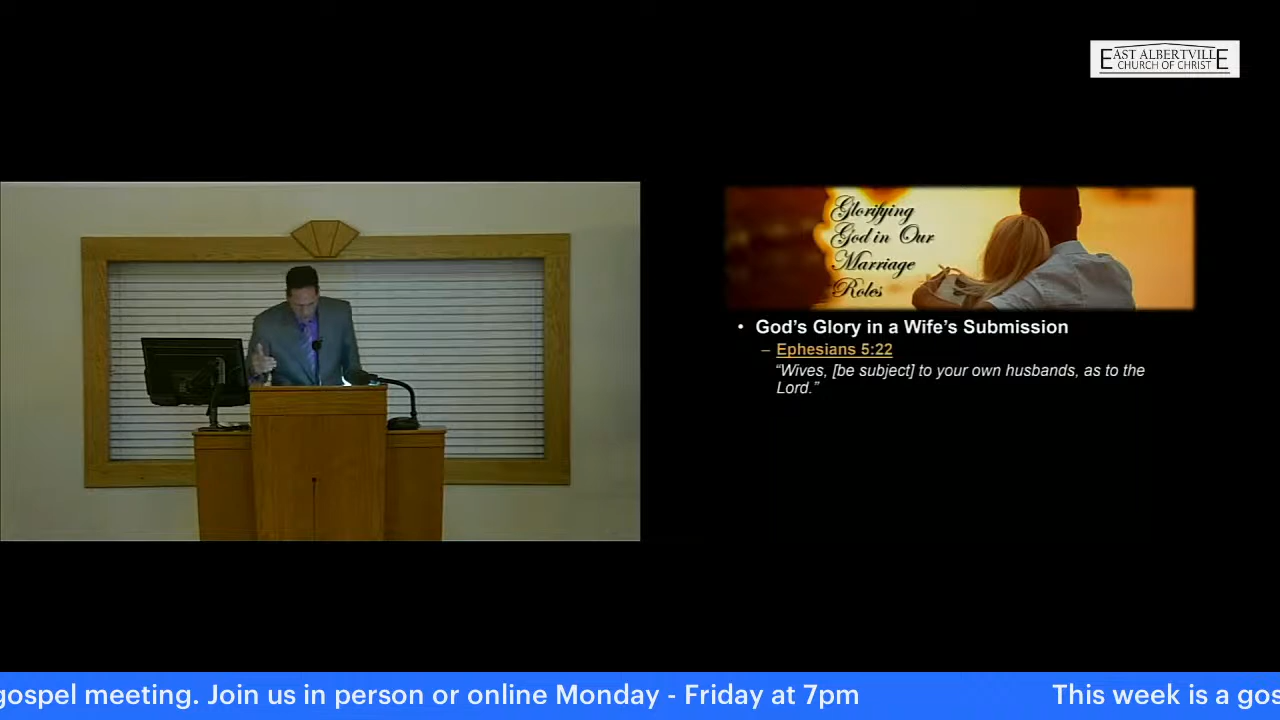 EAST ALBERTVILLE
CHURCH OF CHRIST
Glorifying
God in Our
Marriage
Roles
• God’s Glory in a Wife’s Submission
– Ephesians 5:22
“Wives, [be subject] to your own husbands, as to the
Lord.”
gospel meeting. Join us in person or online Monday - Friday at 7pm
This week is a gos